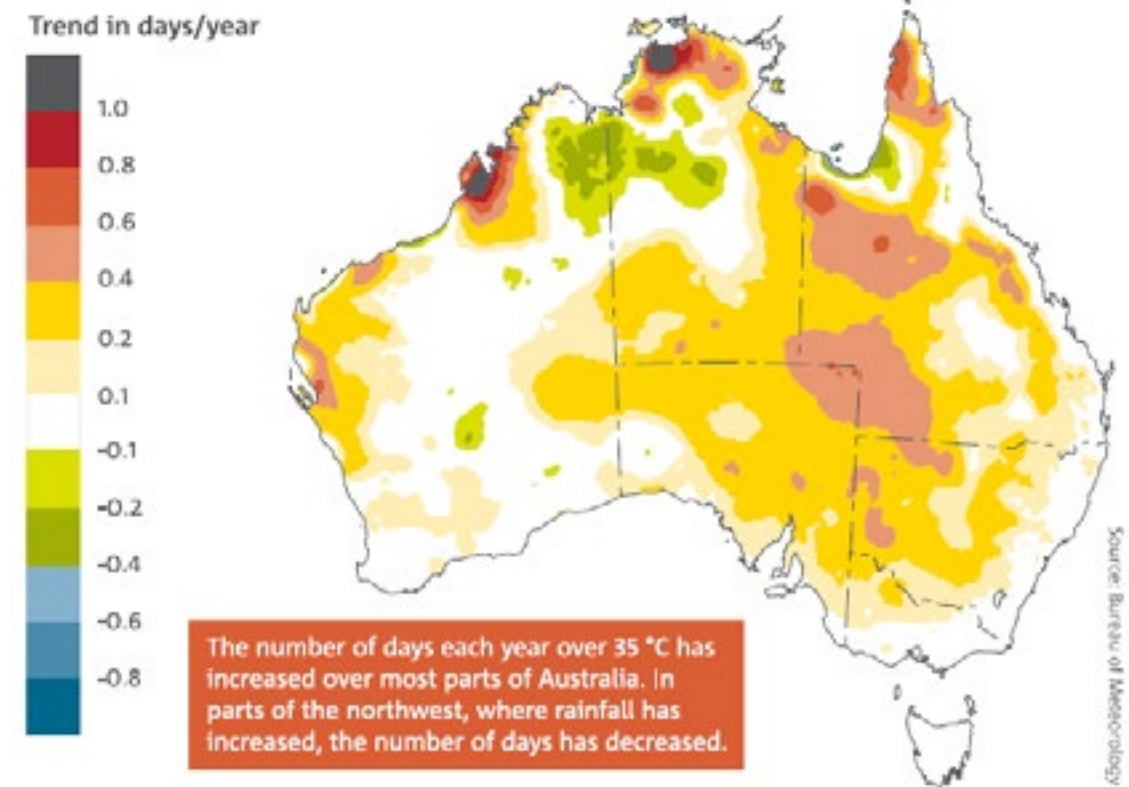 Trend in days/year
1.0
0.8
0.6
0.4
0.2
0.1
-0.1
-0.2
-0.4
-0.6
-0.8
The number of days each year over 35 °C has
increased over most parts of Australia. In
parts of the northwest, where rainfall has
increased, the number of days has decreased.
Source: Bureau of Meteorology